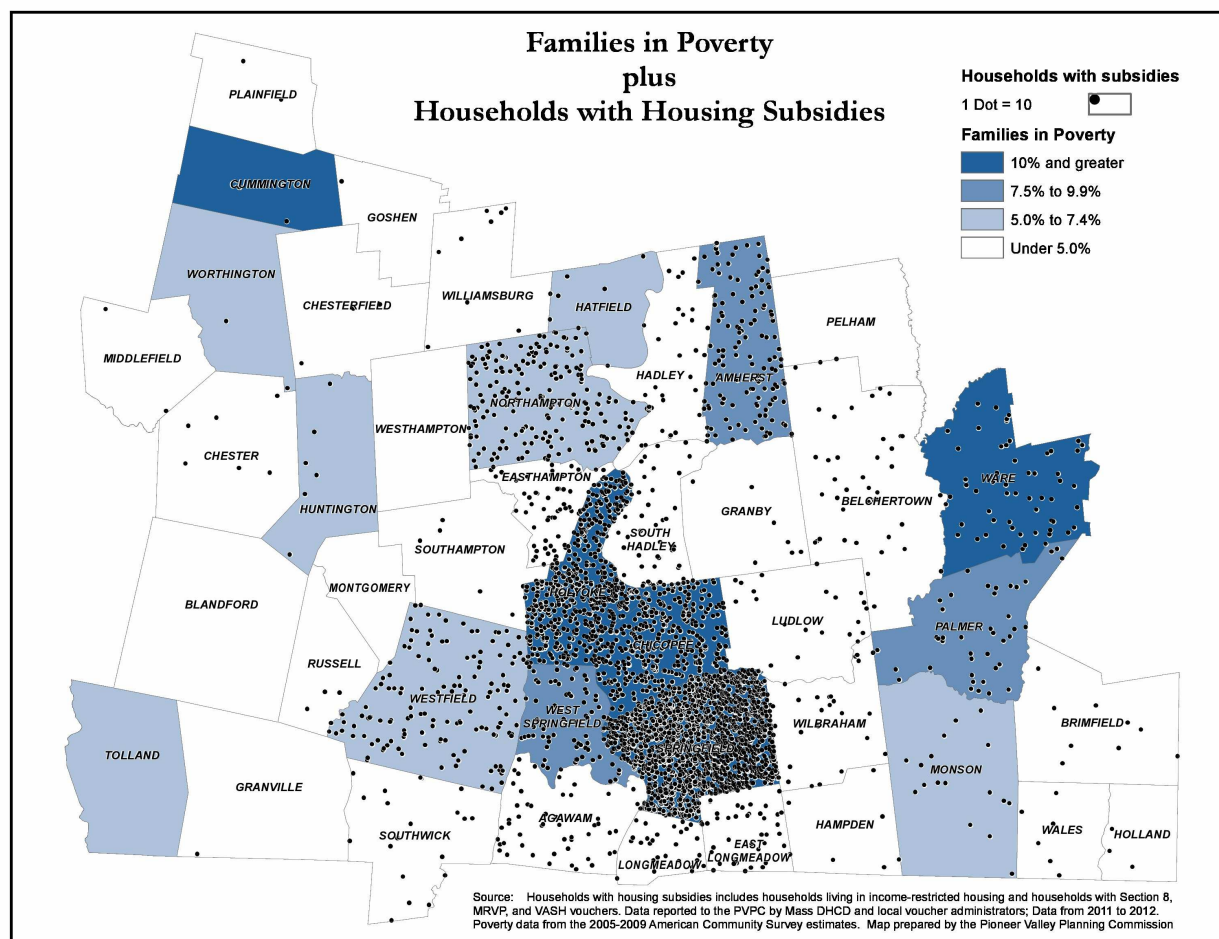 Families in Poverty
plus
Households with Housing Subsidies
Households with subsidies
1 Dot = 10
Families in Poverty
10% and greater
7.5% to 9.9%
5.0% to 7.4%
Under 5.0%
PLAINFIELD
CUMMINGTON
GOSHEN
WORTHINGTON
CHESTERFIELD
WILLIAMSBURG
HATFIELD
PELHAM
MIDDLEFIELD
HADLEY
AMHERST
NORTHAMPTON
WESTHAMPTON
CHESTER
EASTHAMPTON
WARE
BELCHERTOWN
HUNTINGTON
GRANBY
SOUTH
HADLEY
SOUTHAMPTON
MONTGOMERY
HOLYOKE
BLANDFORD
LUDLOW
PALMER
CHICOPEE
RUSSELL
WESTFIELD
WEST
SPRINGFIELD
WILBRAHAM
BRIMFIELD
SPRINGFIELD
TOLLAND
MONSON
GRANVILLE
AGAWAM
HAMPDEN
SOUTHWICK
WALES
HOLLAND
EAST
LONGMEADOW
LONGMEADOW
Source: Households with housing subsidies includes households living in income-restricted housing and households with Section 8,
MRVP, and VASH vouchers. Data reported to the PVPC by Mass DHCD and local voucher administrators; Data from 2011 to 2012.
Poverty data from the 2005-2009 American Community Survey estimates. Map prepared by the Pioneer Valley Planning Commission